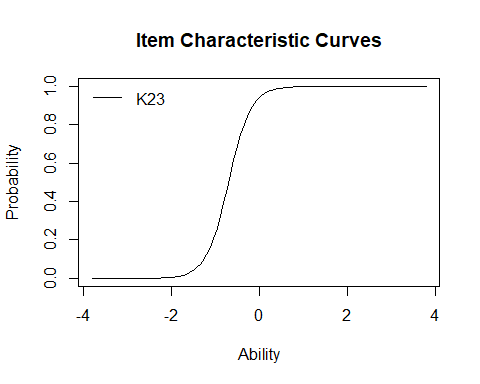 Item Characteristic Curves
K23
Probability
0.0 0.2 0.4 0.6 0.8 1.0
-4 -2 0 2 4
Ability